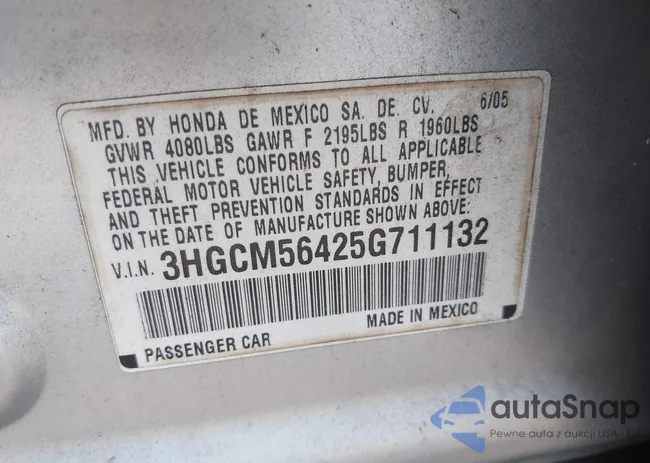 MFD. BY HONDA DE MEXICO SA. DE. CV. 6/05
GVWR 4080LBS GAWR F 2195LBS R 1960LBS
THIS VEHICLE CONFORMS TO ALL APPLICABLE
FEDERAL MOTOR VEHICLE SAFETY, BUMPER,
AND THEFT PREVENTION STANDARDS IN EFFECT
ON THE DATE OF MANUFACTURE SHOWN ABOVE:
V.I.N. 3HGCM56425G711132
PASSENGER CAR MADE IN MEXICO
autaSnap
Pewne auta z aukcji USA - EU